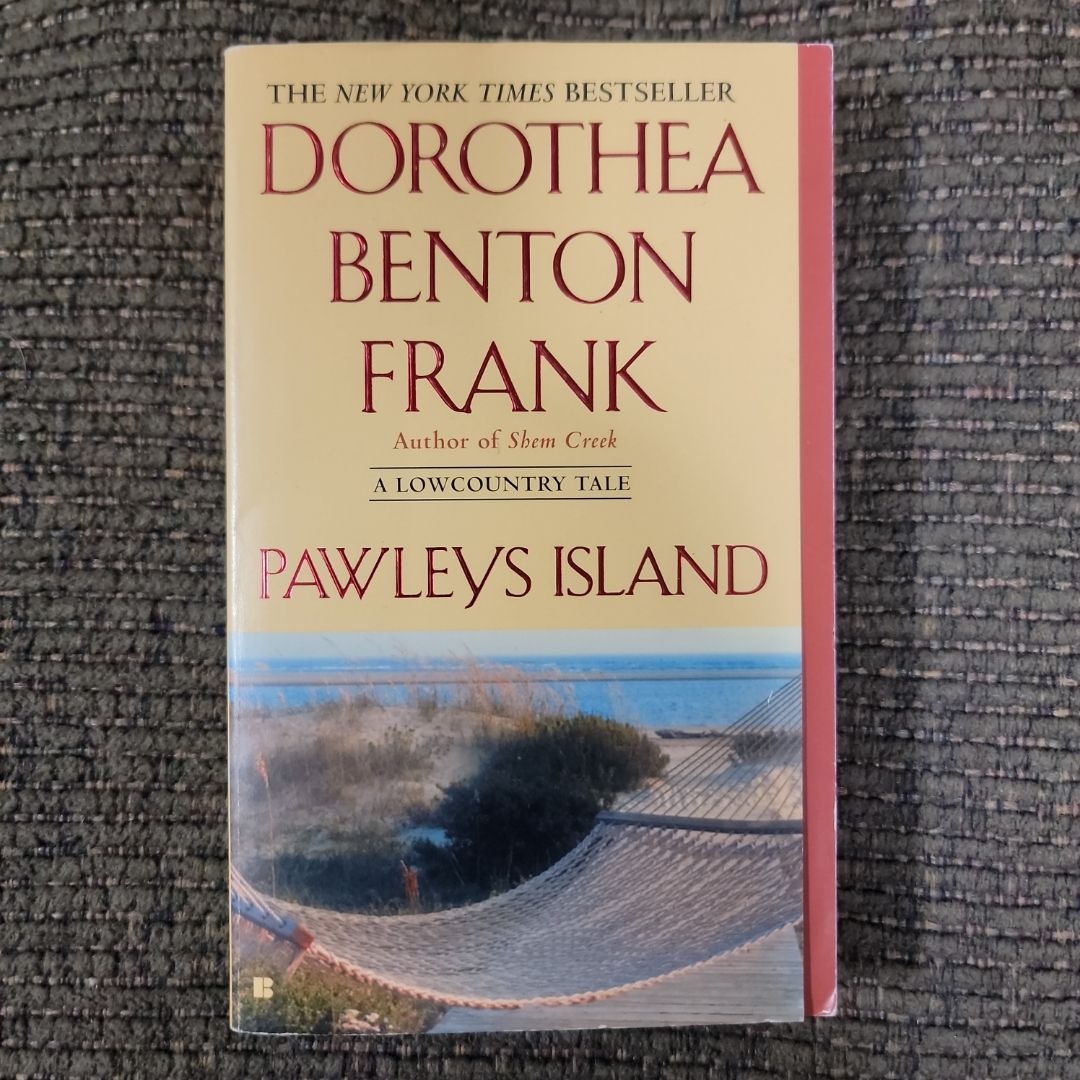 THE NEW YORK TIMES BESTSELLER
DOROTHEA
BENTON
FRANK
Author of Shem Creek
A LOWCOUNTRY TALE
PAWLEYS ISLAND
B